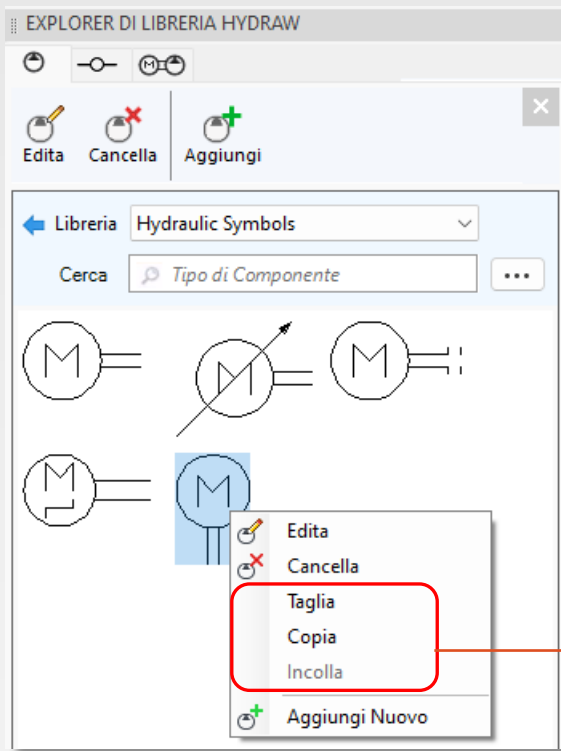 EXPLORER DI LIBRERIA HYDRAW
M
Edita Cancella Aggiungi
Libreria Hydraulic Symbols
Cerca Tipo di Componente ...
M M M
M M
Edita
Cancella
Taglia
Copia
Incolla
Aggiungi Nuovo